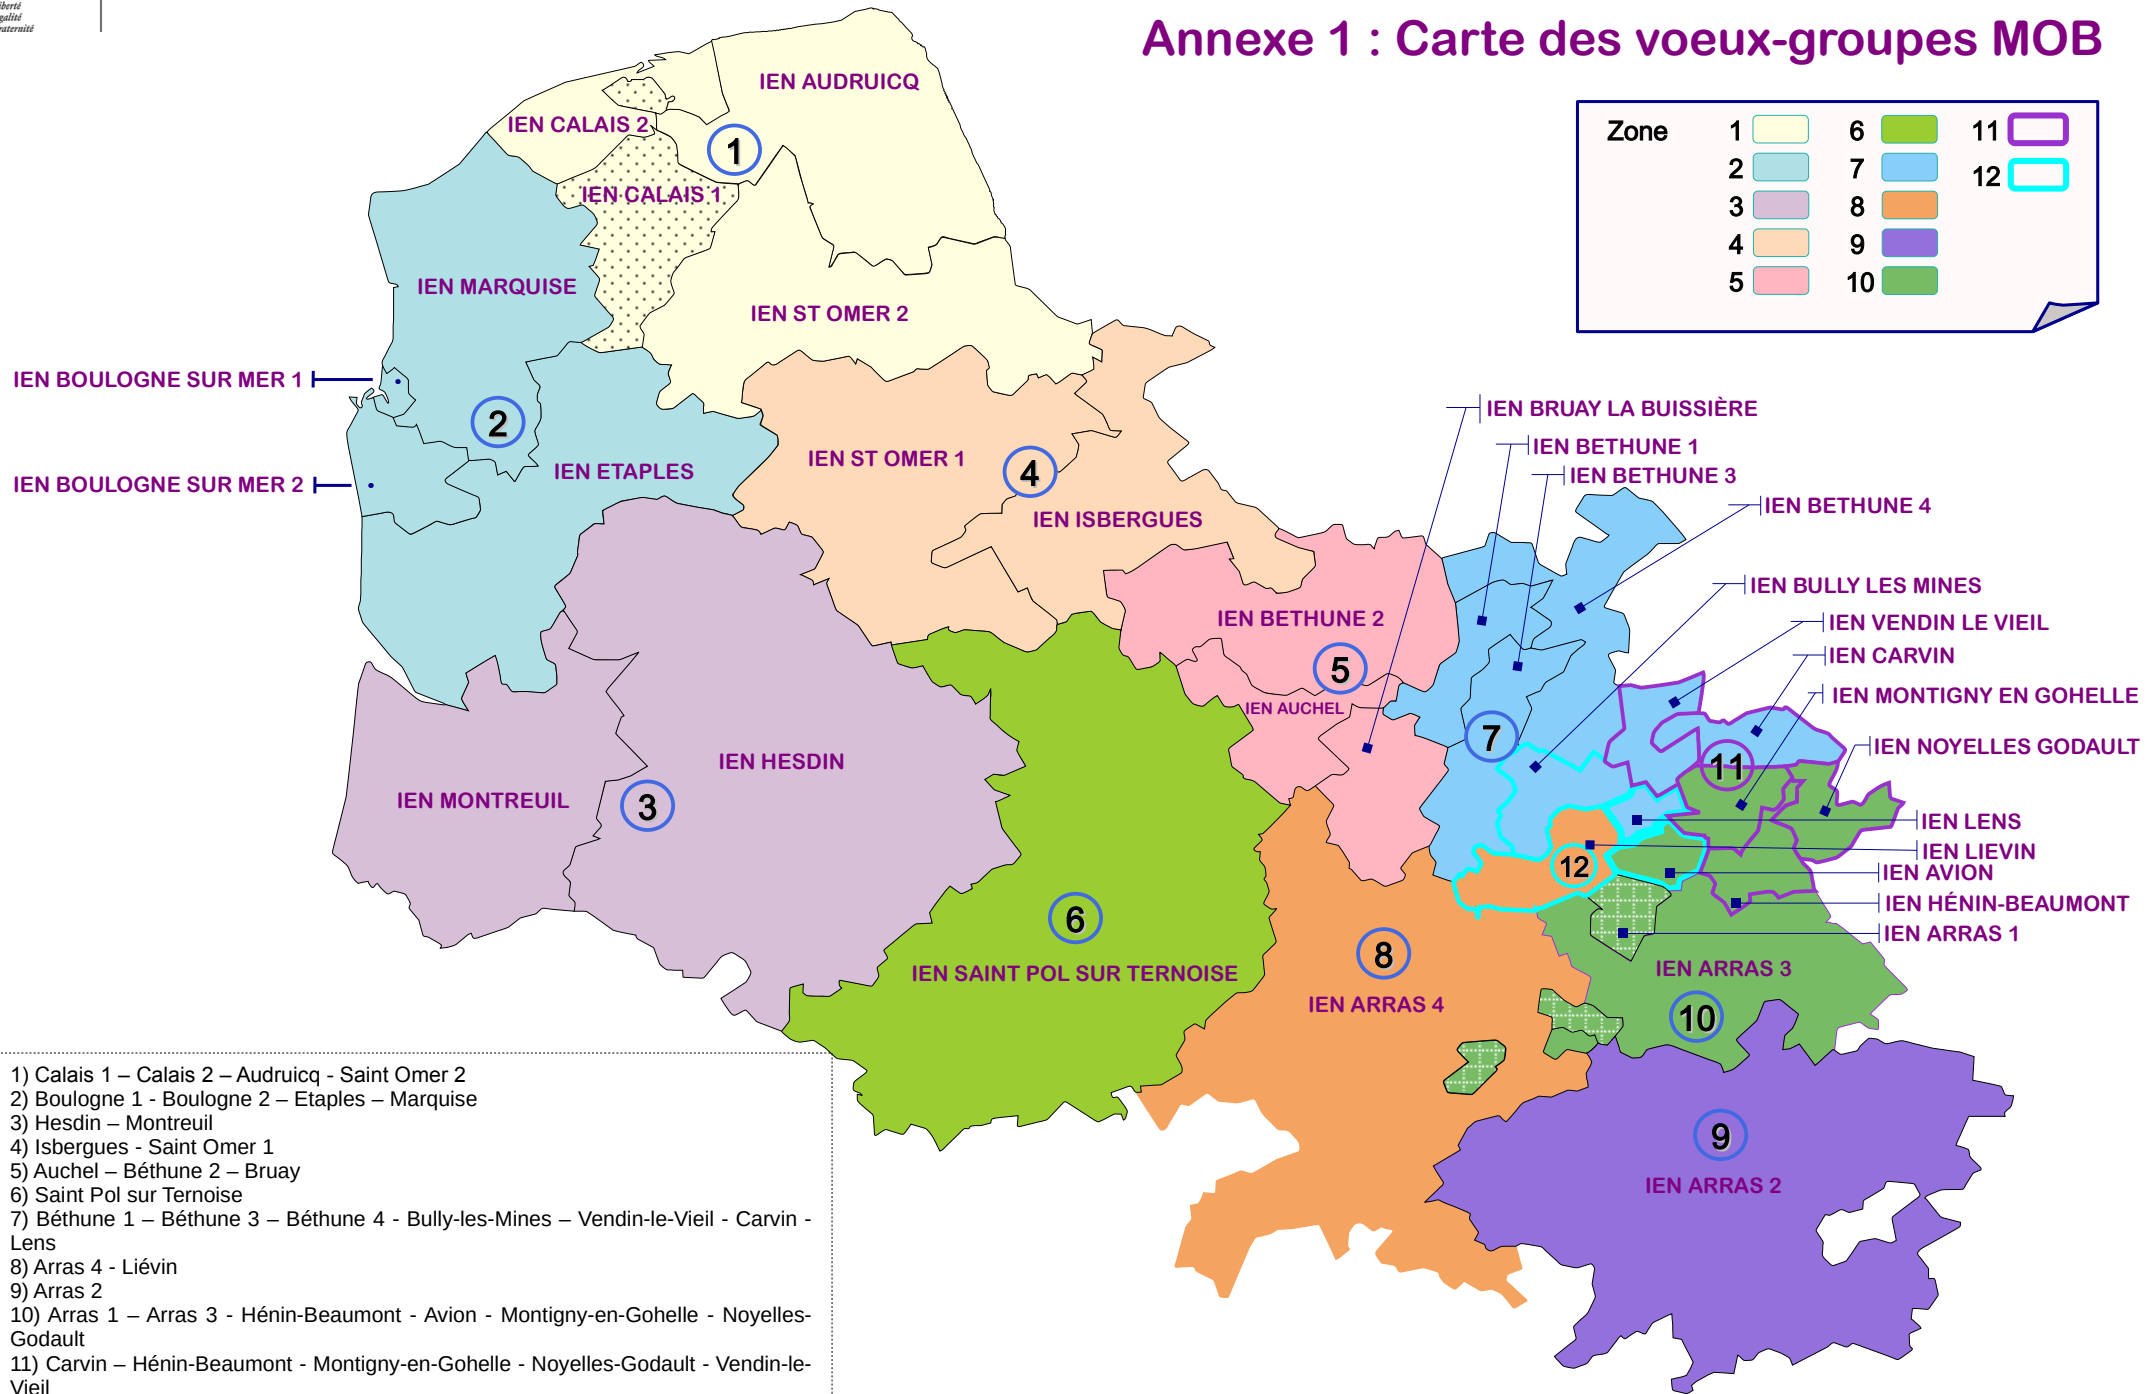 Annexe 1 : Carte des voeux-groupes MOB
Zone
1
2
3
4
5
6
7
8
9
10
11
12
IEN AUDRUICQ
IEN CALAIS 2
1
IEN CALAIS 1
IEN MARQUISE
IEN ST OMER 2
IEN BOULOGNE SUR MER 1
2
IEN BOULOGNE SUR MER 2
IEN ETAPLES
IEN ST OMER 1
4
IEN ISBERGUES
IEN BRUAY LA BUISSIÈRE
IEN BETHUNE 1
IEN BETHUNE 3
IEN BETHUNE 4
IEN BULLY LES MINES
IEN VENDIN LE VIEIL
IEN CARVIN
IEN MONTIGNY EN GOHELLE
IEN NOYELLES GODAULT
IEN BETHUNE 2
5
IEN AUCHEL
7
11
IEN HESDIN
IEN MONTREUIL
3
IEN LENS
IEN LIEVIN
12
IEN AVION
IEN HÉNIN-BEAUMONT
IEN ARRAS 1
6
IEN SAINT POL SUR TERNOISE
8
IEN ARRAS 4
IEN ARRAS 3
10
9
IEN ARRAS 2
1) Calais 1 – Calais 2 – Audruicq - Saint Omer 2
2) Boulogne 1 - Boulogne 2 – Etaples – Marquise
3) Hesdin – Montreuil
4) Isbergues - Saint Omer 1
5) Auchel – Béthune 2 – Bruay
6) Saint Pol sur Ternoise
7) Béthune 1 – Béthune 3 – Béthune 4 - Bully-les-Mines – Vendin-le-Vieil - Carvin -
Lens
8) Arras 4 - Liévin
9) Arras 2
10) Arras 1 – Arras 3 - Hénin-Beaumont - Avion - Montigny-en-Gohelle - Noyelles-
Godault
11) Carvin – Hénin-Beaumont - Montigny-en-Gohelle - Noyelles-Godault - Vendin-le-
Vieil